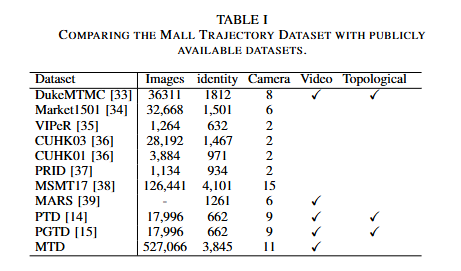 TABLE I
COMPARING THE MALL TRAJECTORY DATASET WITH PUBLICLY
AVAILABLE DATASETS.
Dataset Images identity Camera Video Topological
DukeMTMC [33] 36311 1812 8 ✓ ✓
Market1501 [34] 32,668 1,501 6
VIPeR [35] 1,264 632 2
CUHK03 [36] 28,192 1,467 2
CUHK01 [36] 3,884 971 2
PRID [37] 1,134 934 2
MSMT17 [38] 126,441 4,101 15
MARS [39] - 1261 6 ✓
PTD [14] 17,996 662 9 ✓ ✓
PGTD [15] 17,996 662 9 ✓ ✓
MTD 527,066 3,845 11 ✓